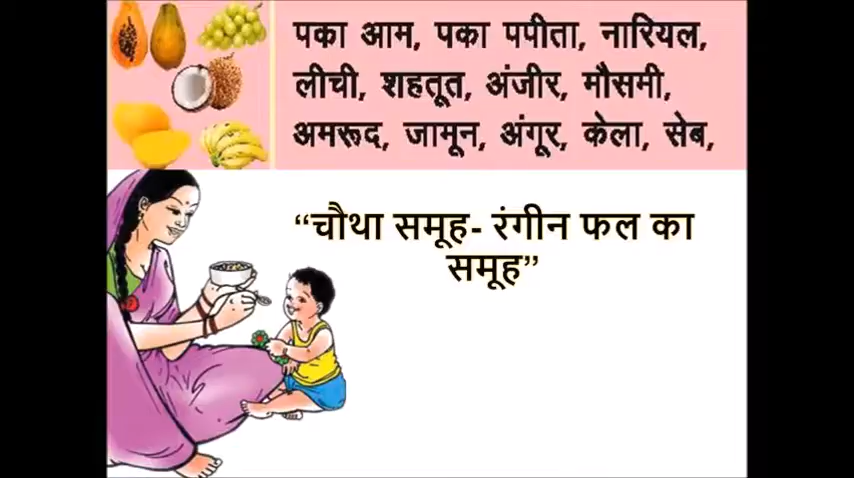 पका आम, पका पपीता, नारियल,
लीची, शहतूत, अंजीर, मौसमी,
अमरूद, जामून, अंगूर, केला, सेब,
“चौथा समूह- रंगीन फल का
समूह”